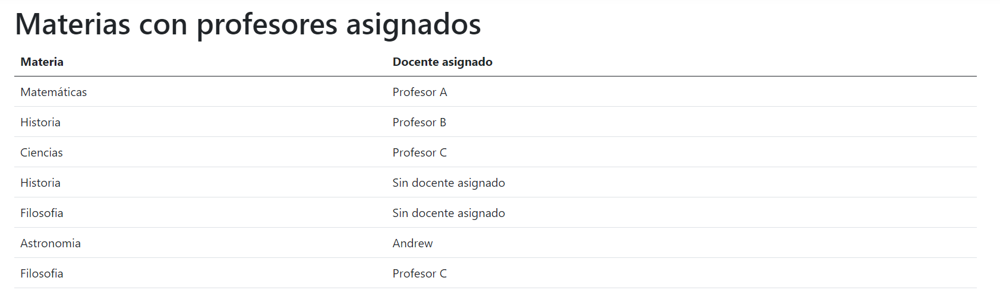 Materias con profesores asignados
Materia Docente asignado
Matemáticas Profesor A
Historia Profesor B
Ciencias Profesor C
Historia Sin docente asignado
Filosofia Sin docente asignado
Astronomia Andrew
Filosofia Profesor C